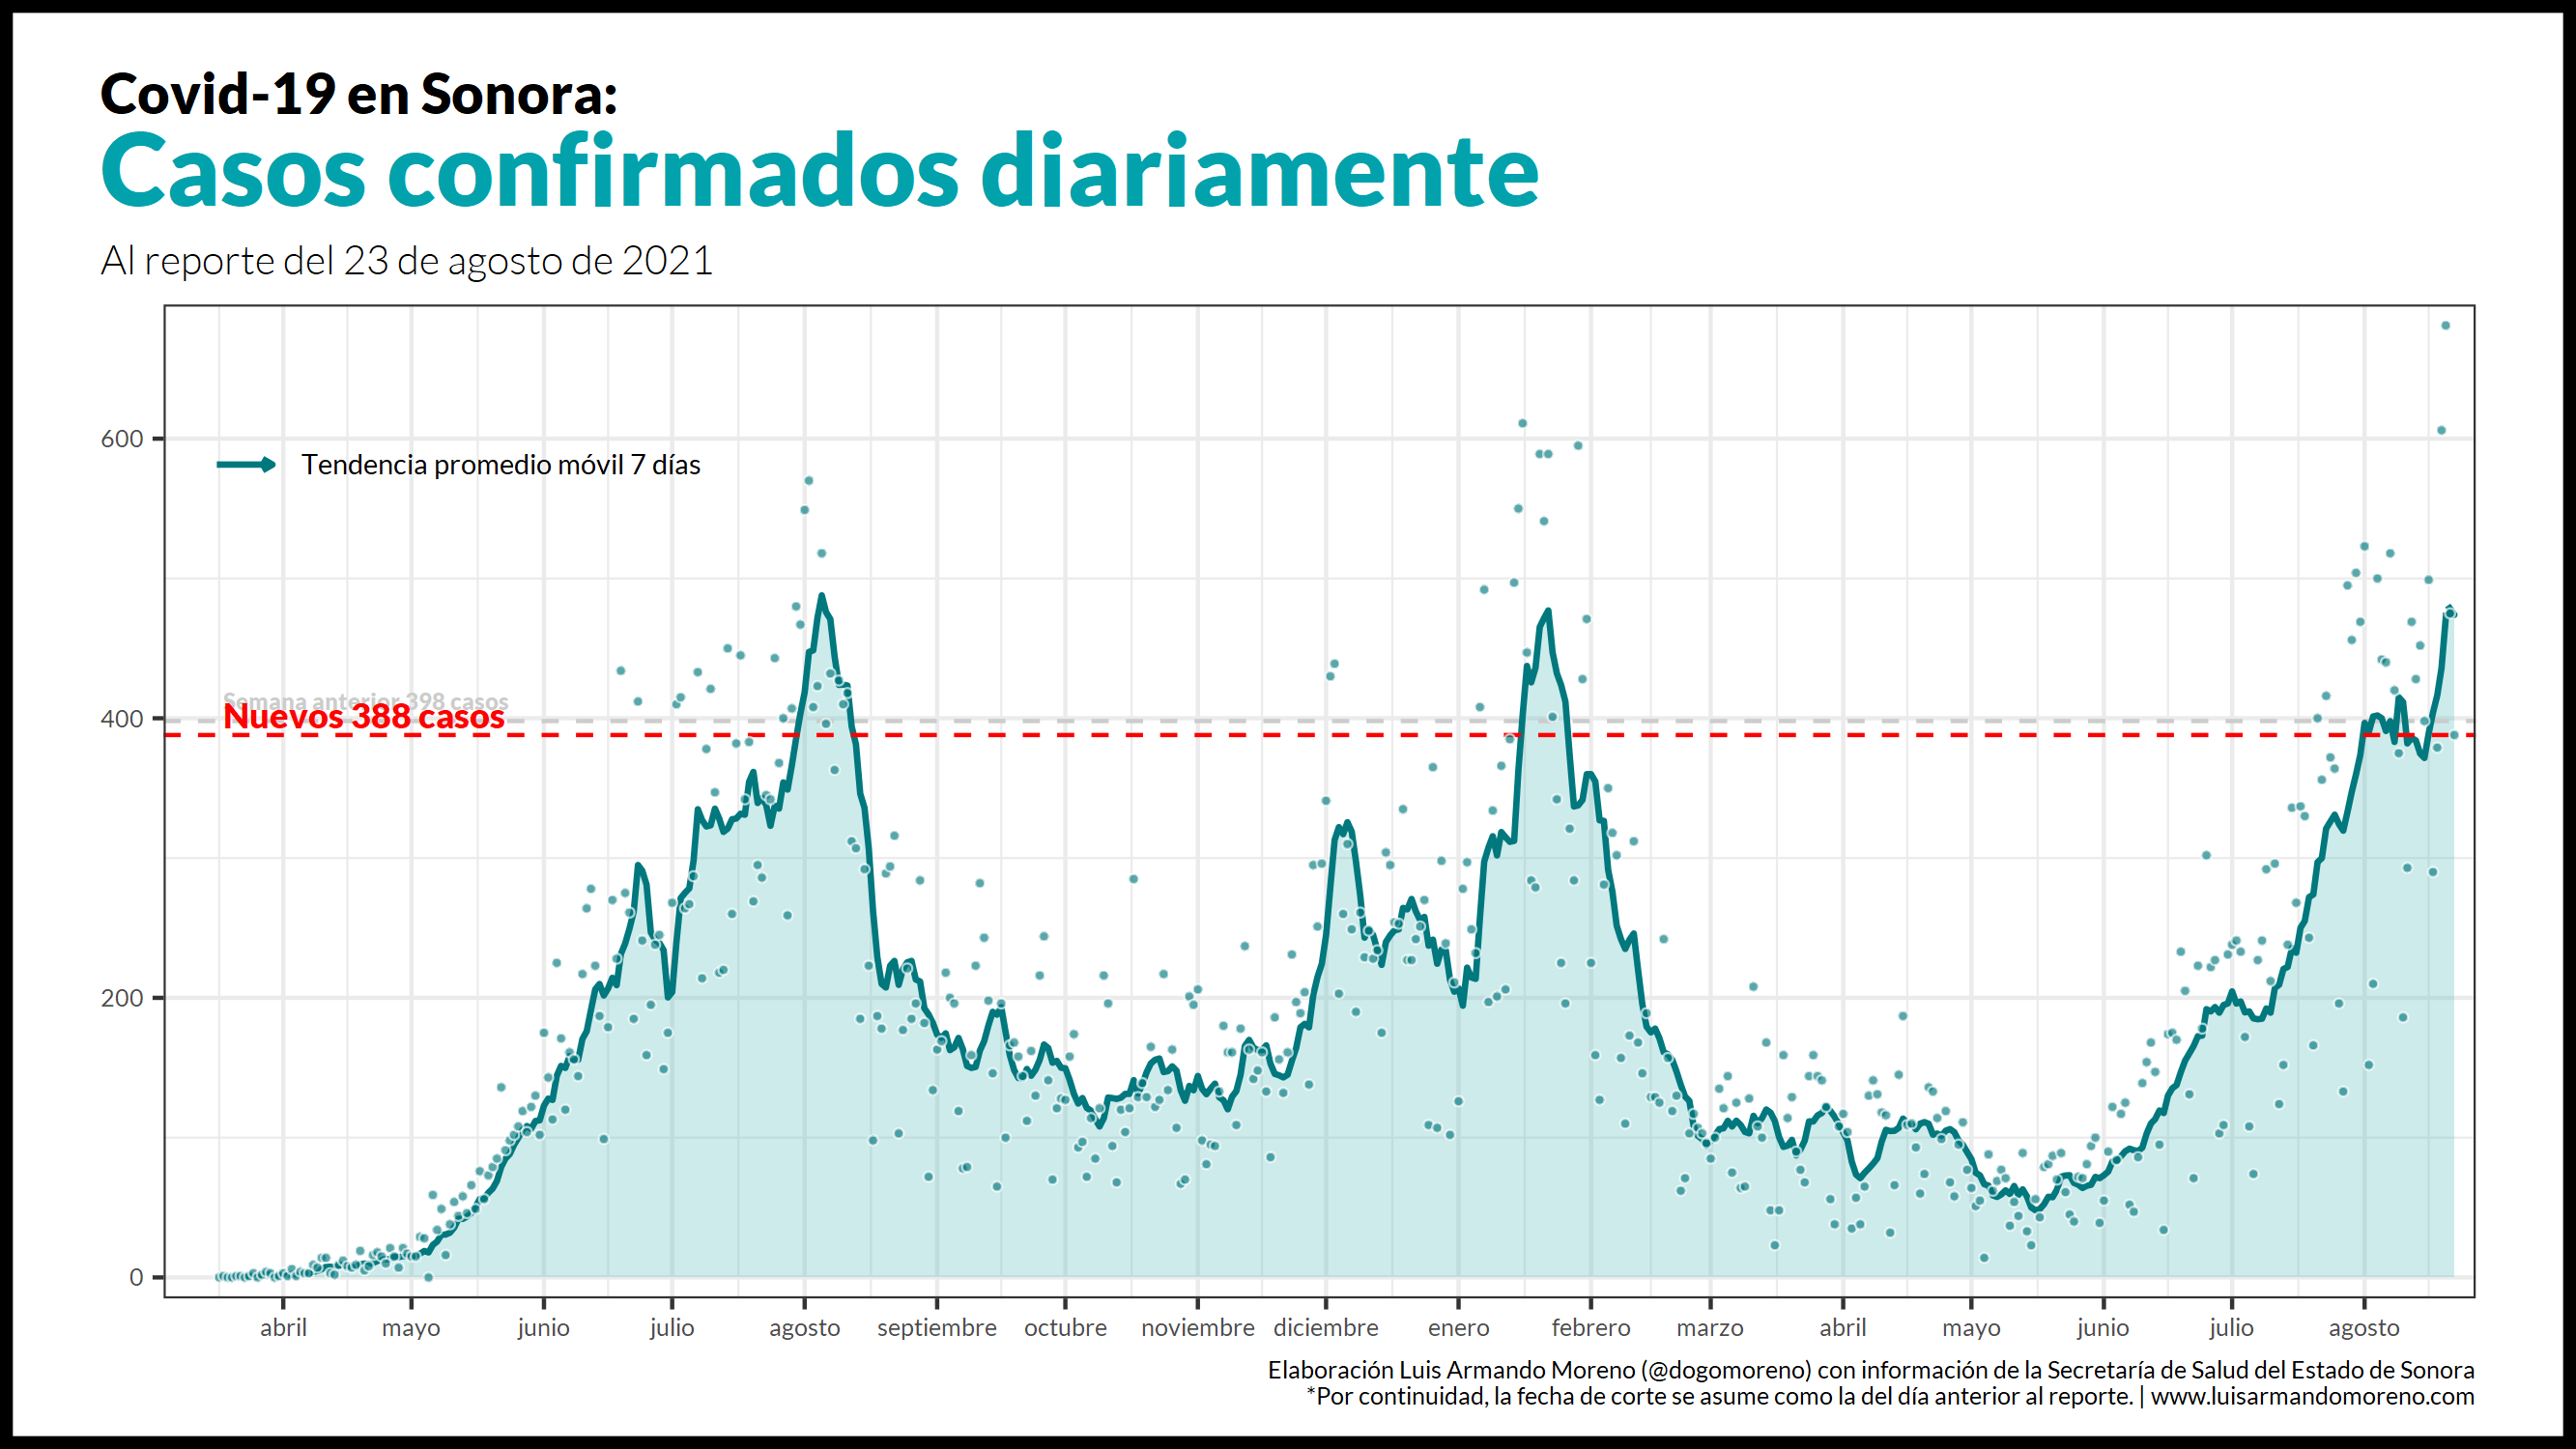 Covid-19 en Sonora:
Casos confirmados diariamente
Al reporte del 23 de agosto de 2021
600
Tendencia promedio móvil 7 días
Semana anterior 398 casos
Nuevos 388 casos
400
200
0
abril mayo junio julio agosto septiembre octubre noviembre diciembre enero febrero marzo abril mayo junio julio agosto
Elaboración Luis Armando Moreno (@dogomoreno) con información de la Secretaría de Salud del Estado de Sonora
*Por continuidad, la fecha de corte se asume como la del día anterior al reporte. | www.luisarmandomoreno.com